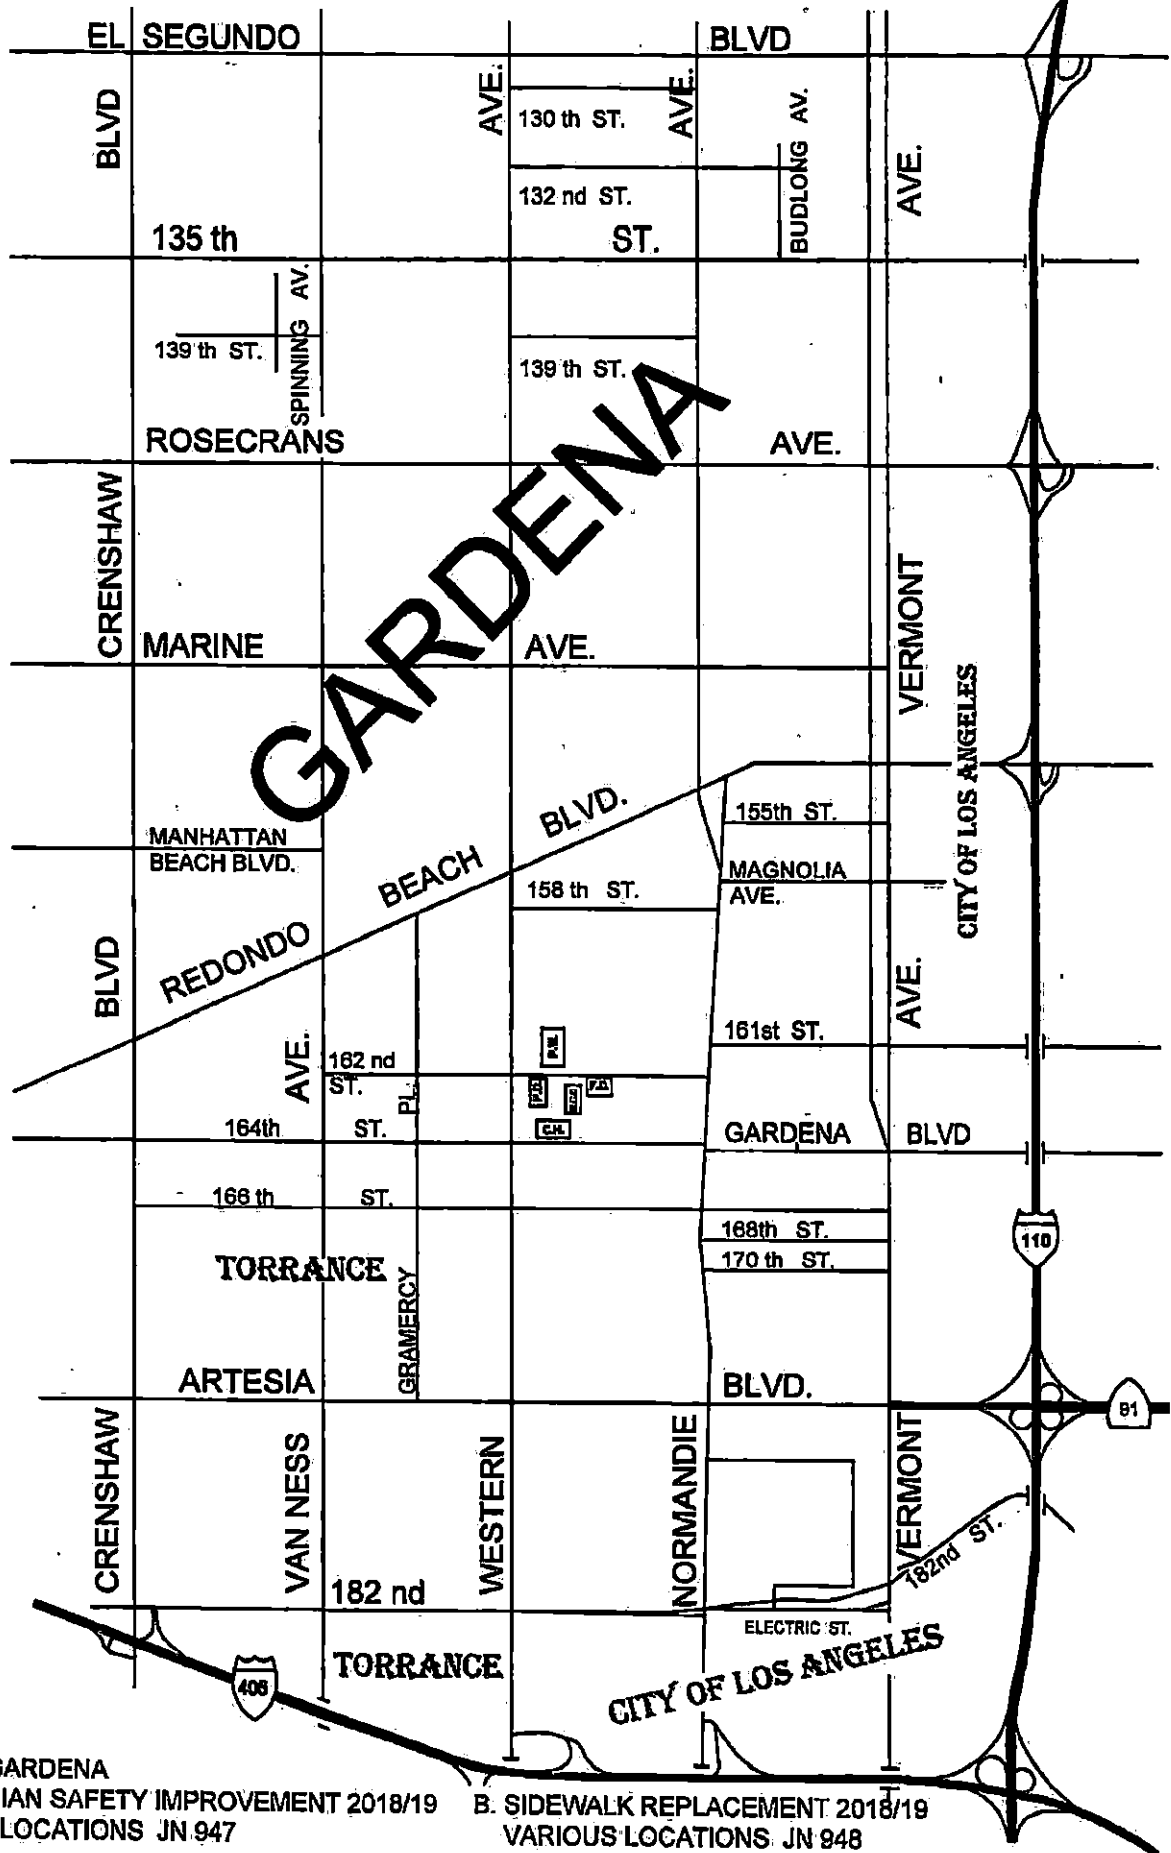 EL SEGUNDO BLVD
BLVD
AVE.
AVE.
130 th ST.
BUDLONG AV.
AVE.
132 nd ST.
135 th ST.
SPINNING AV.
139 th ST.
139 th ST.
GARDENA
ROSECRANS AVE.
CRENSHAW
VERMONT
MARINE AVE.
CITY OF LOS ANGELES
REDONDO BEACH BLVD.
155th ST.
MANHATTAN
BEACH BLVD.
MAGNOLIA
AVE.
158 th ST.
BLVD
AVE.
AVE.
161st ST.
P.W.
162 nd
ST.
PL.
P.D.
F.D.
C.H.
164th ST.
GARDENA BLVD
166 th ST.
168th ST.
110
170 th ST.
TORRANCE
GRAMERCY
ARTESIA BLVD.
91
CRENSHAW
VAN NESS
WESTERN
NORMANDIE
VERMONT
182nd ST.
182 nd
ELECTRIC ST.
TORRANCE
CITY OF LOS ANGELES
405
GARDENA
IAN SAFETY IMPROVEMENT 2018/19
LOCATIONS JN 947
B. SIDEWALK REPLACEMENT 2018/19
VARIOUS LOCATIONS JN 948